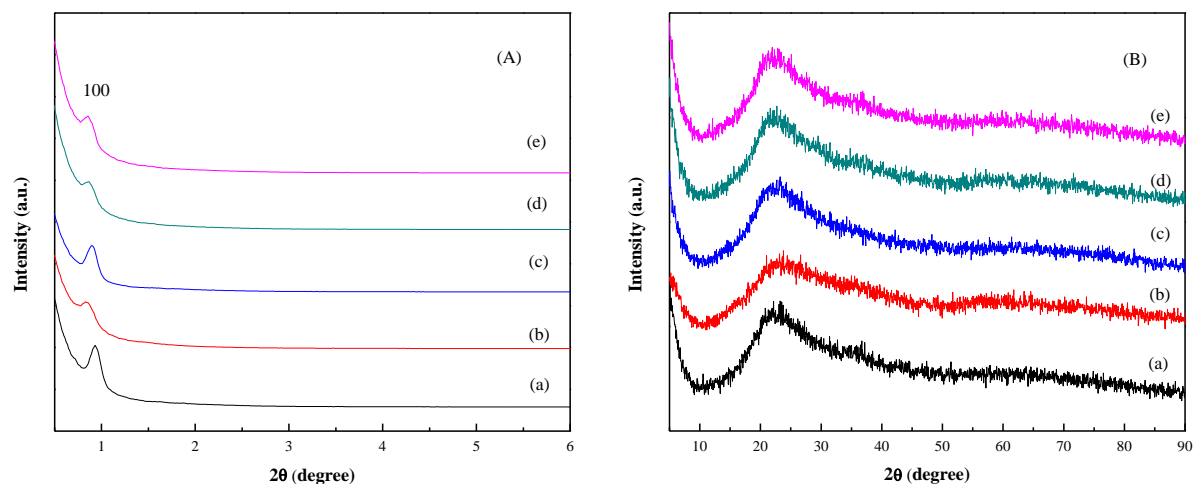 (A)
100
(e)
(d)
(c)
(b)
(a)
Intensity (a.u.)
1 2 3 4 5 6
2θ (degree)
(B)
(e)
(d)
(c)
(b)
(a)
Intensity (a.u.)
10 20 30 40 50 60 70 80 90
2θ (degree)